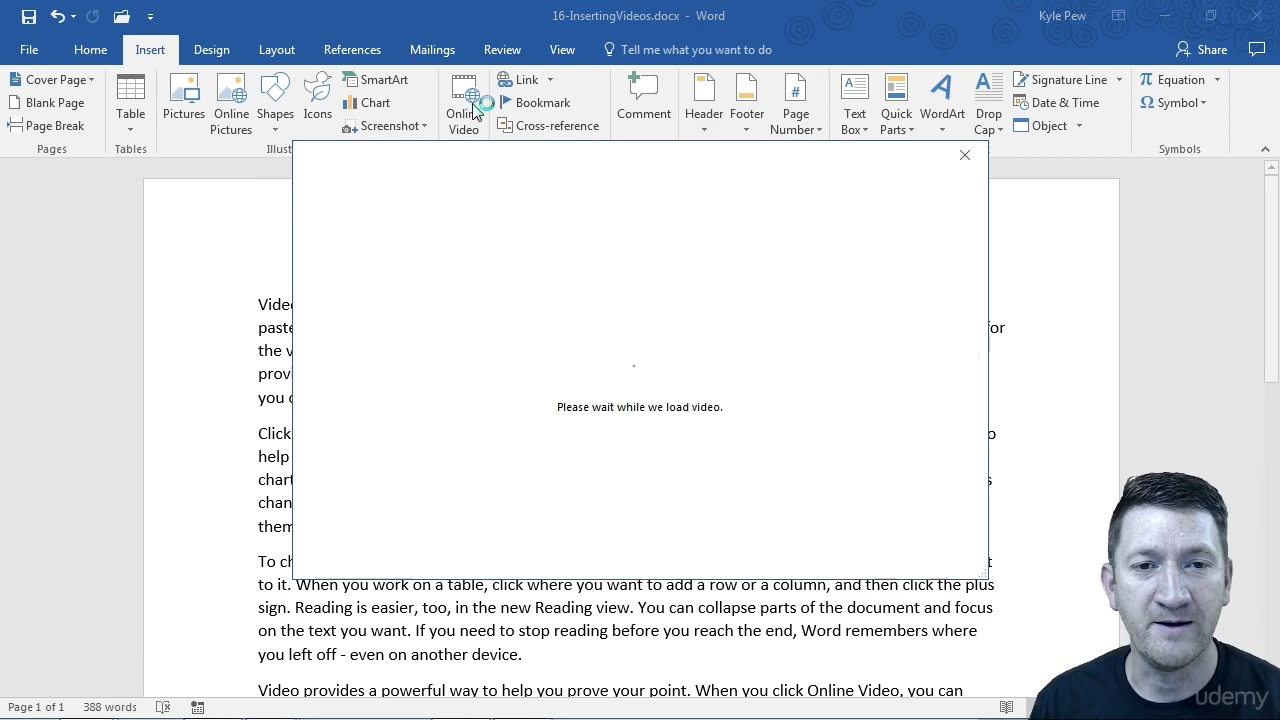 16-InsertingVideos.docx - Word
Kyle Pew
File Home Insert Design Layout References Mailings Review View Tell me what you want to do Share
Cover Page
Blank Page
Page Break
Pages
Table
Tables
Pictures
Online
Pictures
Shapes
Icons
SmartArt
Chart
Screenshot
Illust
Online
Video
Link
Bookmark
Cross-reference
Comment
Header
Footer
Page
Number
Text
Box
Quick
Parts
WordArt
Drop
Cap
Signature Line
Date & Time
Object
Equation
Symbol
Symbols
Please wait while we load video.
Video
paste for
the v
provi
you c
Click o
help
chart s
chan
them
To ch t
to it. When you work on a table, click where you want to add a row or a column, and then click the plus
sign. Reading is easier, too, in the new Reading view. You can collapse parts of the document and focus
on the text you want. If you need to stop reading before you reach the end, Word remembers where
you left off - even on another device.
Video provides a powerful way to help you prove your point. When you click Online Video, you can
Page 1 of 1 388 words
udemy